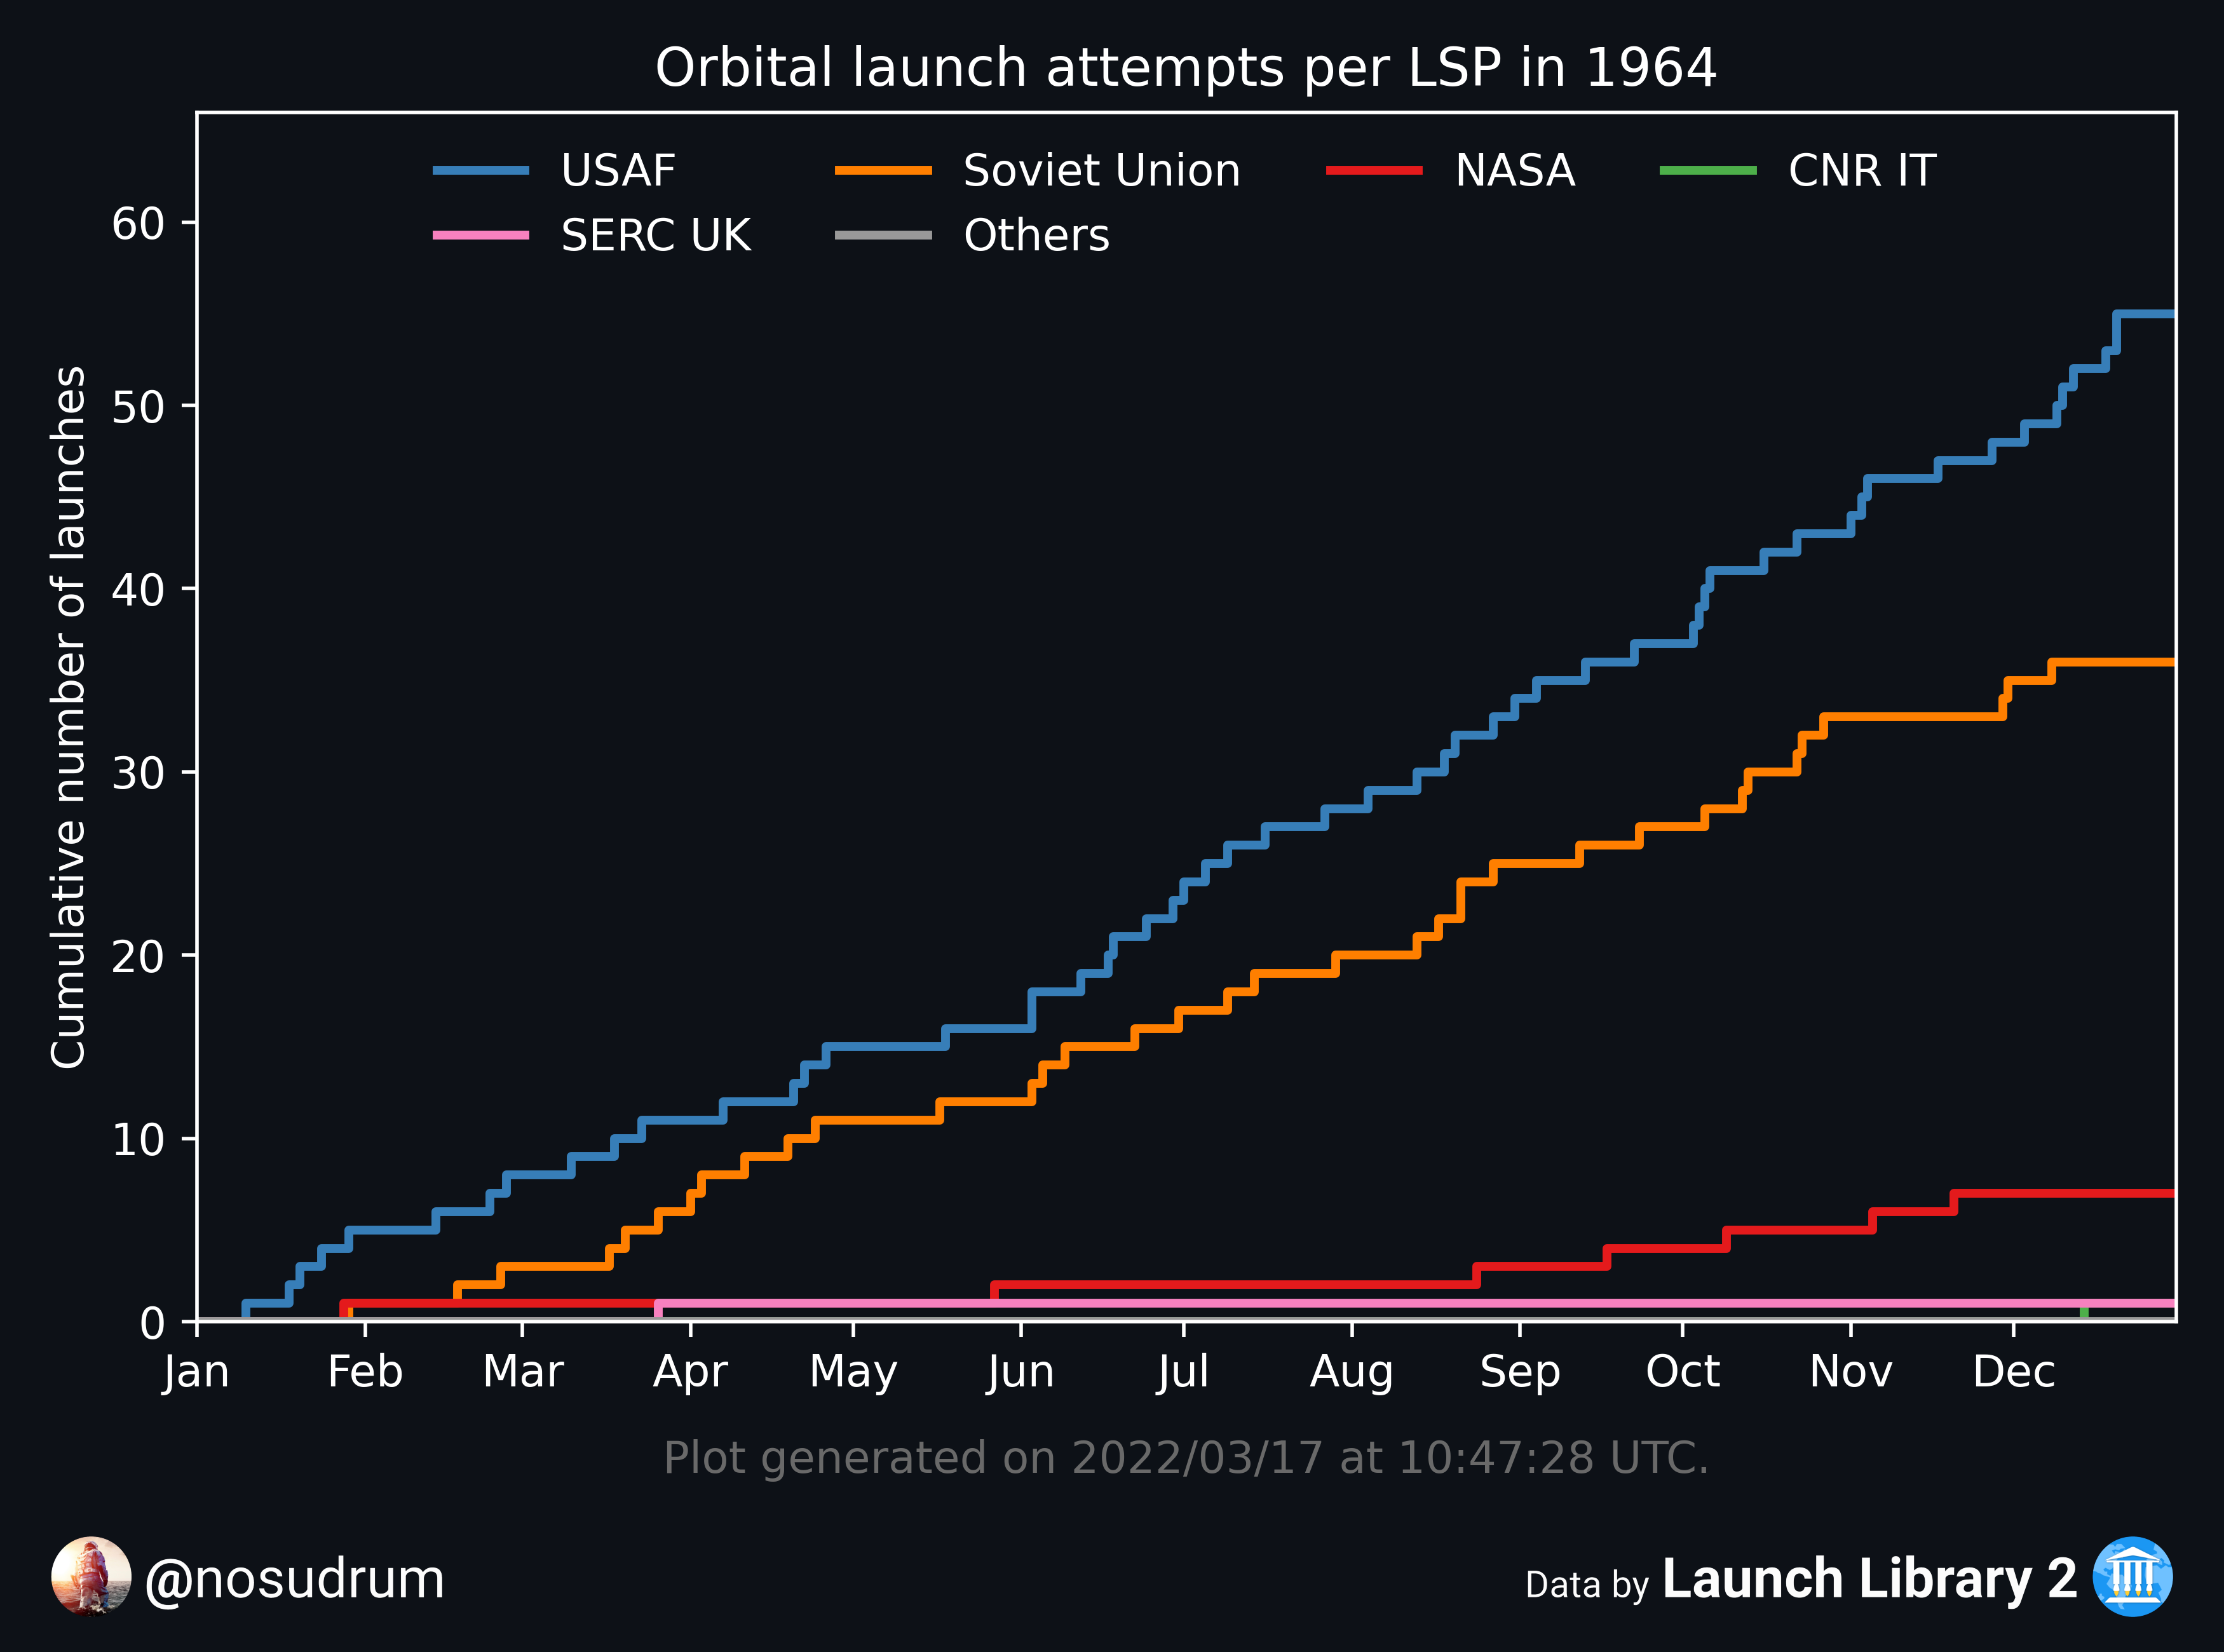 Orbital launch attempts per LSP in 1964
USAF Soviet Union NASA CNR IT
SERC UK Others
Cumulative number of launches
60
50
40
30
20
10
0
Jan Feb Mar Apr May Jun Jul Aug Sep Oct Nov Dec
Plot generated on 2022/03/17 at 10:47:28 UTC.
@nosudrum
Data by Launch Library 2